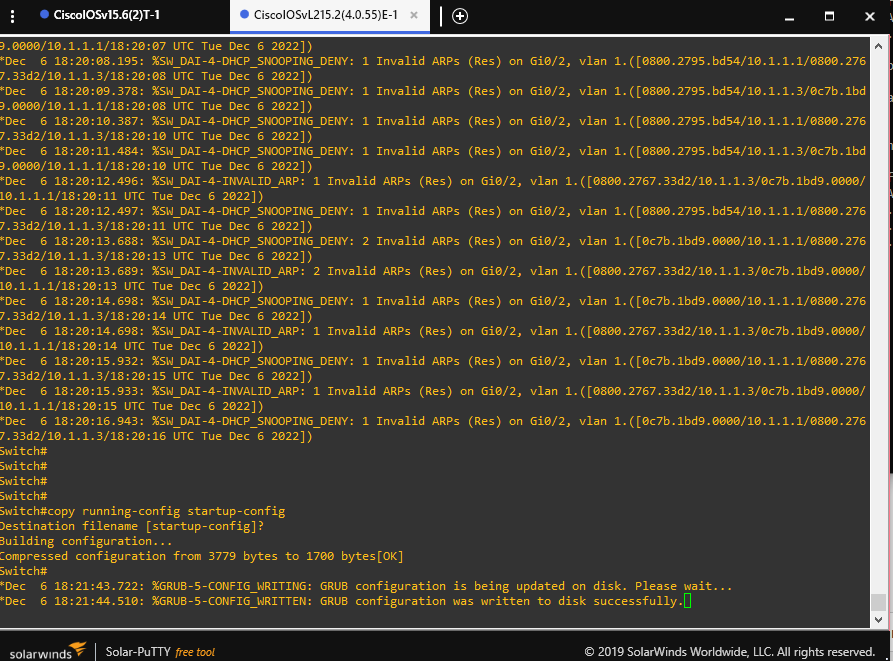 CiscoIOSv15.6(2)T-1
CiscoIOSvL215.2(4.0.55)E-1
9.0000/10.1.1.1/18:20:07 UTC Tue Dec 6 2022])
*Dec  6 18:20:08.195: %SW_DAI-4-DHCP_SNOOPING_DENY: 1 Invalid ARPs (Res) on Gi0/2, vlan 1.([0800.2795.bd54/10.1.1.1/0800.276
7.33d2/10.1.1.3/18:20:08 UTC Tue Dec 6 2022])
*Dec  6 18:20:09.378: %SW_DAI-4-DHCP_SNOOPING_DENY: 1 Invalid ARPs (Res) on Gi0/2, vlan 1.([0800.2795.bd54/10.1.1.3/0c7b.1bd
9.0000/10.1.1.1/18:20:08 UTC Tue Dec 6 2022])
*Dec  6 18:20:10.387: %SW_DAI-4-DHCP_SNOOPING_DENY: 1 Invalid ARPs (Res) on Gi0/2, vlan 1.([0800.2795.bd54/10.1.1.1/0800.276
7.33d2/10.1.1.3/18:20:10 UTC Tue Dec 6 2022])
*Dec  6 18:20:11.484: %SW_DAI-4-DHCP_SNOOPING_DENY: 1 Invalid ARPs (Res) on Gi0/2, vlan 1.([0800.2795.bd54/10.1.1.3/0c7b.1bd
9.0000/10.1.1.1/18:20:10 UTC Tue Dec 6 2022])
*Dec  6 18:20:12.496: %SW_DAI-4-INVALID_ARP: 1 Invalid ARPs (Res) on Gi0/2, vlan 1.([0800.2767.33d2/10.1.1.3/0c7b.1bd9.0000/
10.1.1.1/18:20:11 UTC Tue Dec 6 2022])
*Dec  6 18:20:12.497: %SW_DAI-4-DHCP_SNOOPING_DENY: 1 Invalid ARPs (Res) on Gi0/2, vlan 1.([0800.2795.bd54/10.1.1.1/0800.276
7.33d2/10.1.1.3/18:20:11 UTC Tue Dec 6 2022])
*Dec  6 18:20:13.688: %SW_DAI-4-DHCP_SNOOPING_DENY: 2 Invalid ARPs (Res) on Gi0/2, vlan 1.([0c7b.1bd9.0000/10.1.1.1/0800.276
7.33d2/10.1.1.3/18:20:13 UTC Tue Dec 6 2022])
*Dec  6 18:20:13.689: %SW_DAI-4-INVALID_ARP: 2 Invalid ARPs (Res) on Gi0/2, vlan 1.([0800.2767.33d2/10.1.1.3/0c7b.1bd9.0000/
10.1.1.1/18:20:13 UTC Tue Dec 6 2022])
*Dec  6 18:20:14.698: %SW_DAI-4-DHCP_SNOOPING_DENY: 1 Invalid ARPs (Res) on Gi0/2, vlan 1.([0c7b.1bd9.0000/10.1.1.1/0800.276
7.33d2/10.1.1.3/18:20:14 UTC Tue Dec 6 2022])
*Dec  6 18:20:14.698: %SW_DAI-4-INVALID_ARP: 1 Invalid ARPs (Res) on Gi0/2, vlan 1.([0800.2767.33d2/10.1.1.3/0c7b.1bd9.0000/
10.1.1.1/18:20:14 UTC Tue Dec 6 2022])
*Dec  6 18:20:15.932: %SW_DAI-4-DHCP_SNOOPING_DENY: 1 Invalid ARPs (Res) on Gi0/2, vlan 1.([0c7b.1bd9.0000/10.1.1.1/0800.276
7.33d2/10.1.1.3/18:20:15 UTC Tue Dec 6 2022])
*Dec  6 18:20:15.933: %SW_DAI-4-INVALID_ARP: 1 Invalid ARPs (Res) on Gi0/2, vlan 1.([0800.2767.33d2/10.1.1.3/0c7b.1bd9.0000/
10.1.1.1/18:20:15 UTC Tue Dec 6 2022])
*Dec  6 18:20:16.943: %SW_DAI-4-DHCP_SNOOPING_DENY: 1 Invalid ARPs (Res) on Gi0/2, vlan 1.([0c7b.1bd9.0000/10.1.1.1/0800.276
7.33d2/10.1.1.3/18:20:16 UTC Tue Dec 6 2022])
Switch#
Switch#
Switch#
Switch#
Switch#copy running-config startup-config
Destination filename [startup-config]?
Building configuration...
Compressed configuration from 3779 bytes to 1700 bytes[OK]
Switch#
*Dec  6 18:21:43.722: %GRUB-5-CONFIG_WRITING: GRUB configuration is being updated on disk. Please wait...
*Dec  6 18:21:44.510: %GRUB-5-CONFIG_WRITTEN: GRUB configuration was written to disk successfully.
solarwinds Solar-PuTTY free tool
© 2019 SolarWinds Worldwide, LLC. All rights reserved.